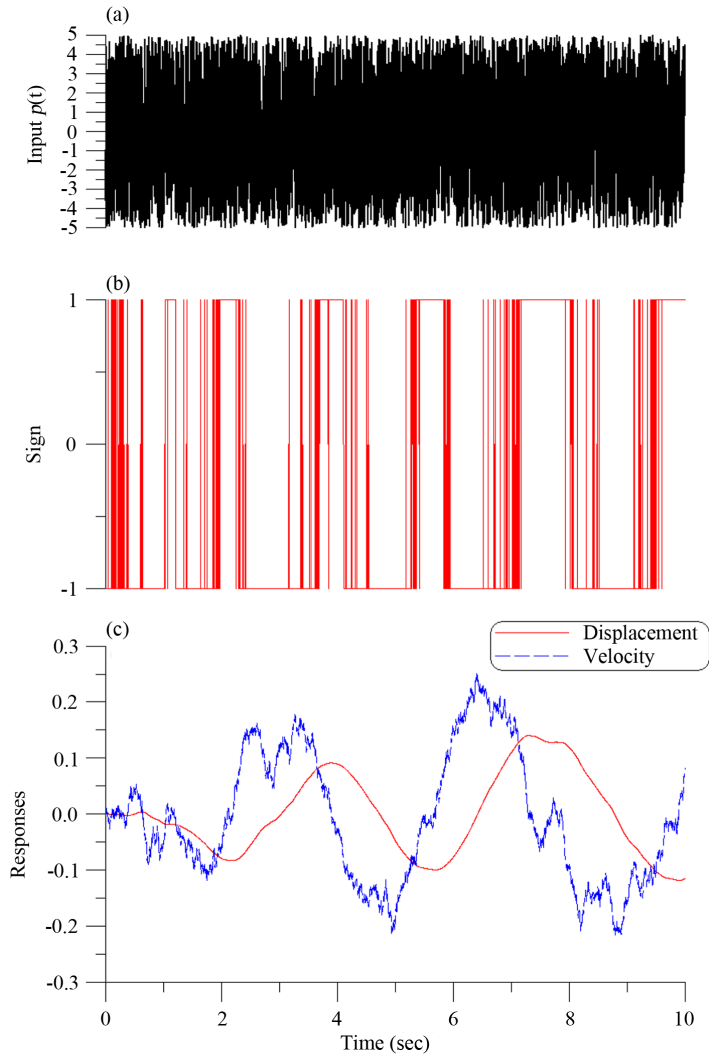 (a)
5
4
3
2
1
0
-1
-2
-3
-4
-5
Input p(t)
(b)
1
0
-1
Sign
(c)
Displacement
Velocity
0.3
0.2
0.1
0.0
-0.1
-0.2
-0.3
Responses
0 2 4 6 8 10
Time (sec)